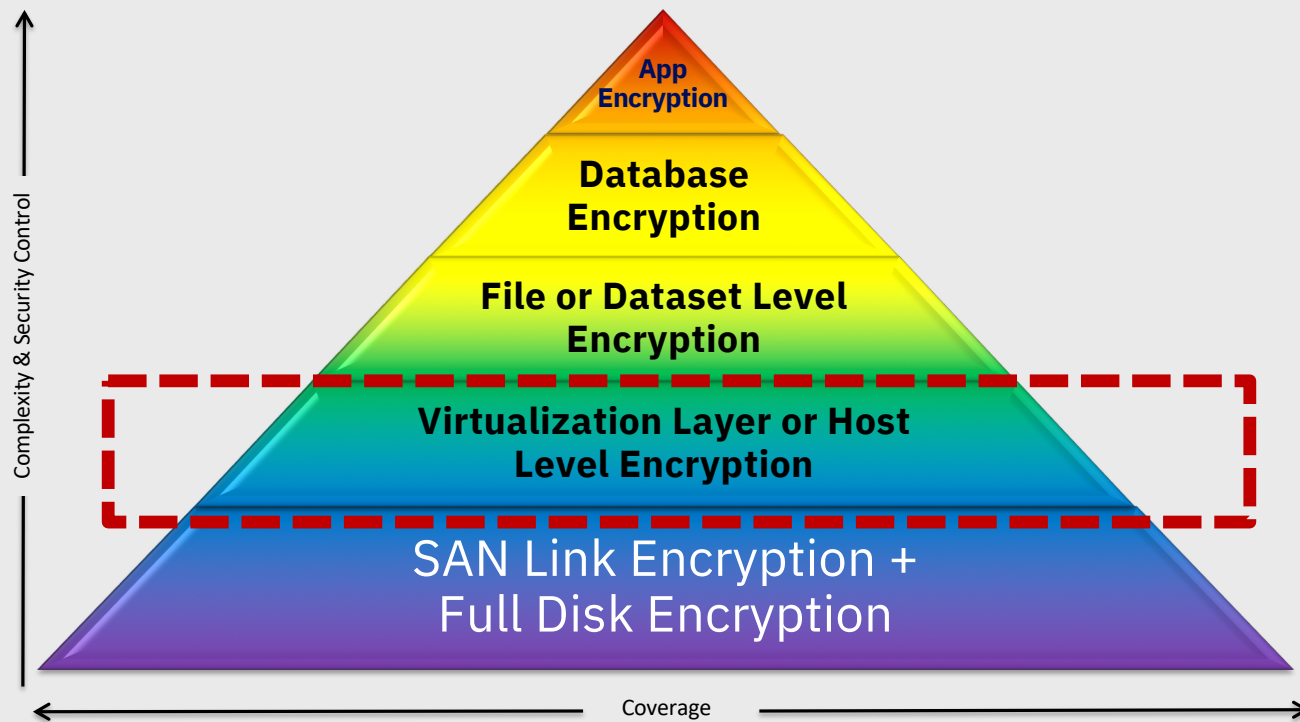 App
Encryption
Database
Encryption
File or Dataset Level
Encryption
Virtualization Layer or Host
Level Encryption
SAN Link Encryption +
Full Disk Encryption
Complexity & Security Control
Coverage